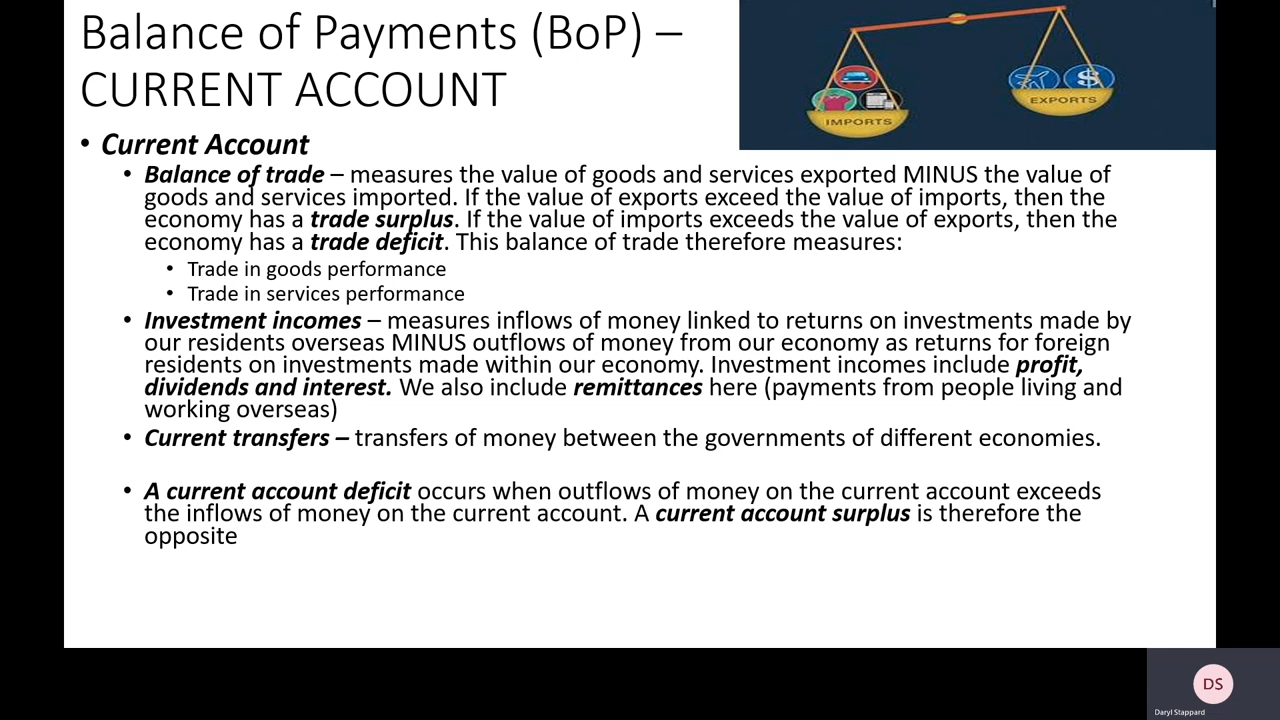 Balance of Payments (BoP) –
CURRENT ACCOUNT
IMPORTS
EXPORTS
• Current Account
• Balance of trade – measures the value of goods and services exported MINUS the value of
goods and services imported. If the value of exports exceed the value of imports, then the
economy has a trade surplus. If the value of imports exceeds the value of exports, then the
economy has a trade deficit. This balance of trade therefore measures:
• Trade in goods performance
• Trade in services performance
• Investment incomes – measures inflows of money linked to returns on investments made by
our residents overseas MINUS outflows of money from our economy as returns for foreign
residents on investments made within our economy. Investment incomes include profit,
dividends and interest. We also include remittances here (payments from people living and
working overseas)
• Current transfers – transfers of money between the governments of different economies.
• A current account deficit occurs when outflows of money on the current account exceeds
the inflows of money on the current account. A current account surplus is therefore the
opposite
DS
Daryl Stappard